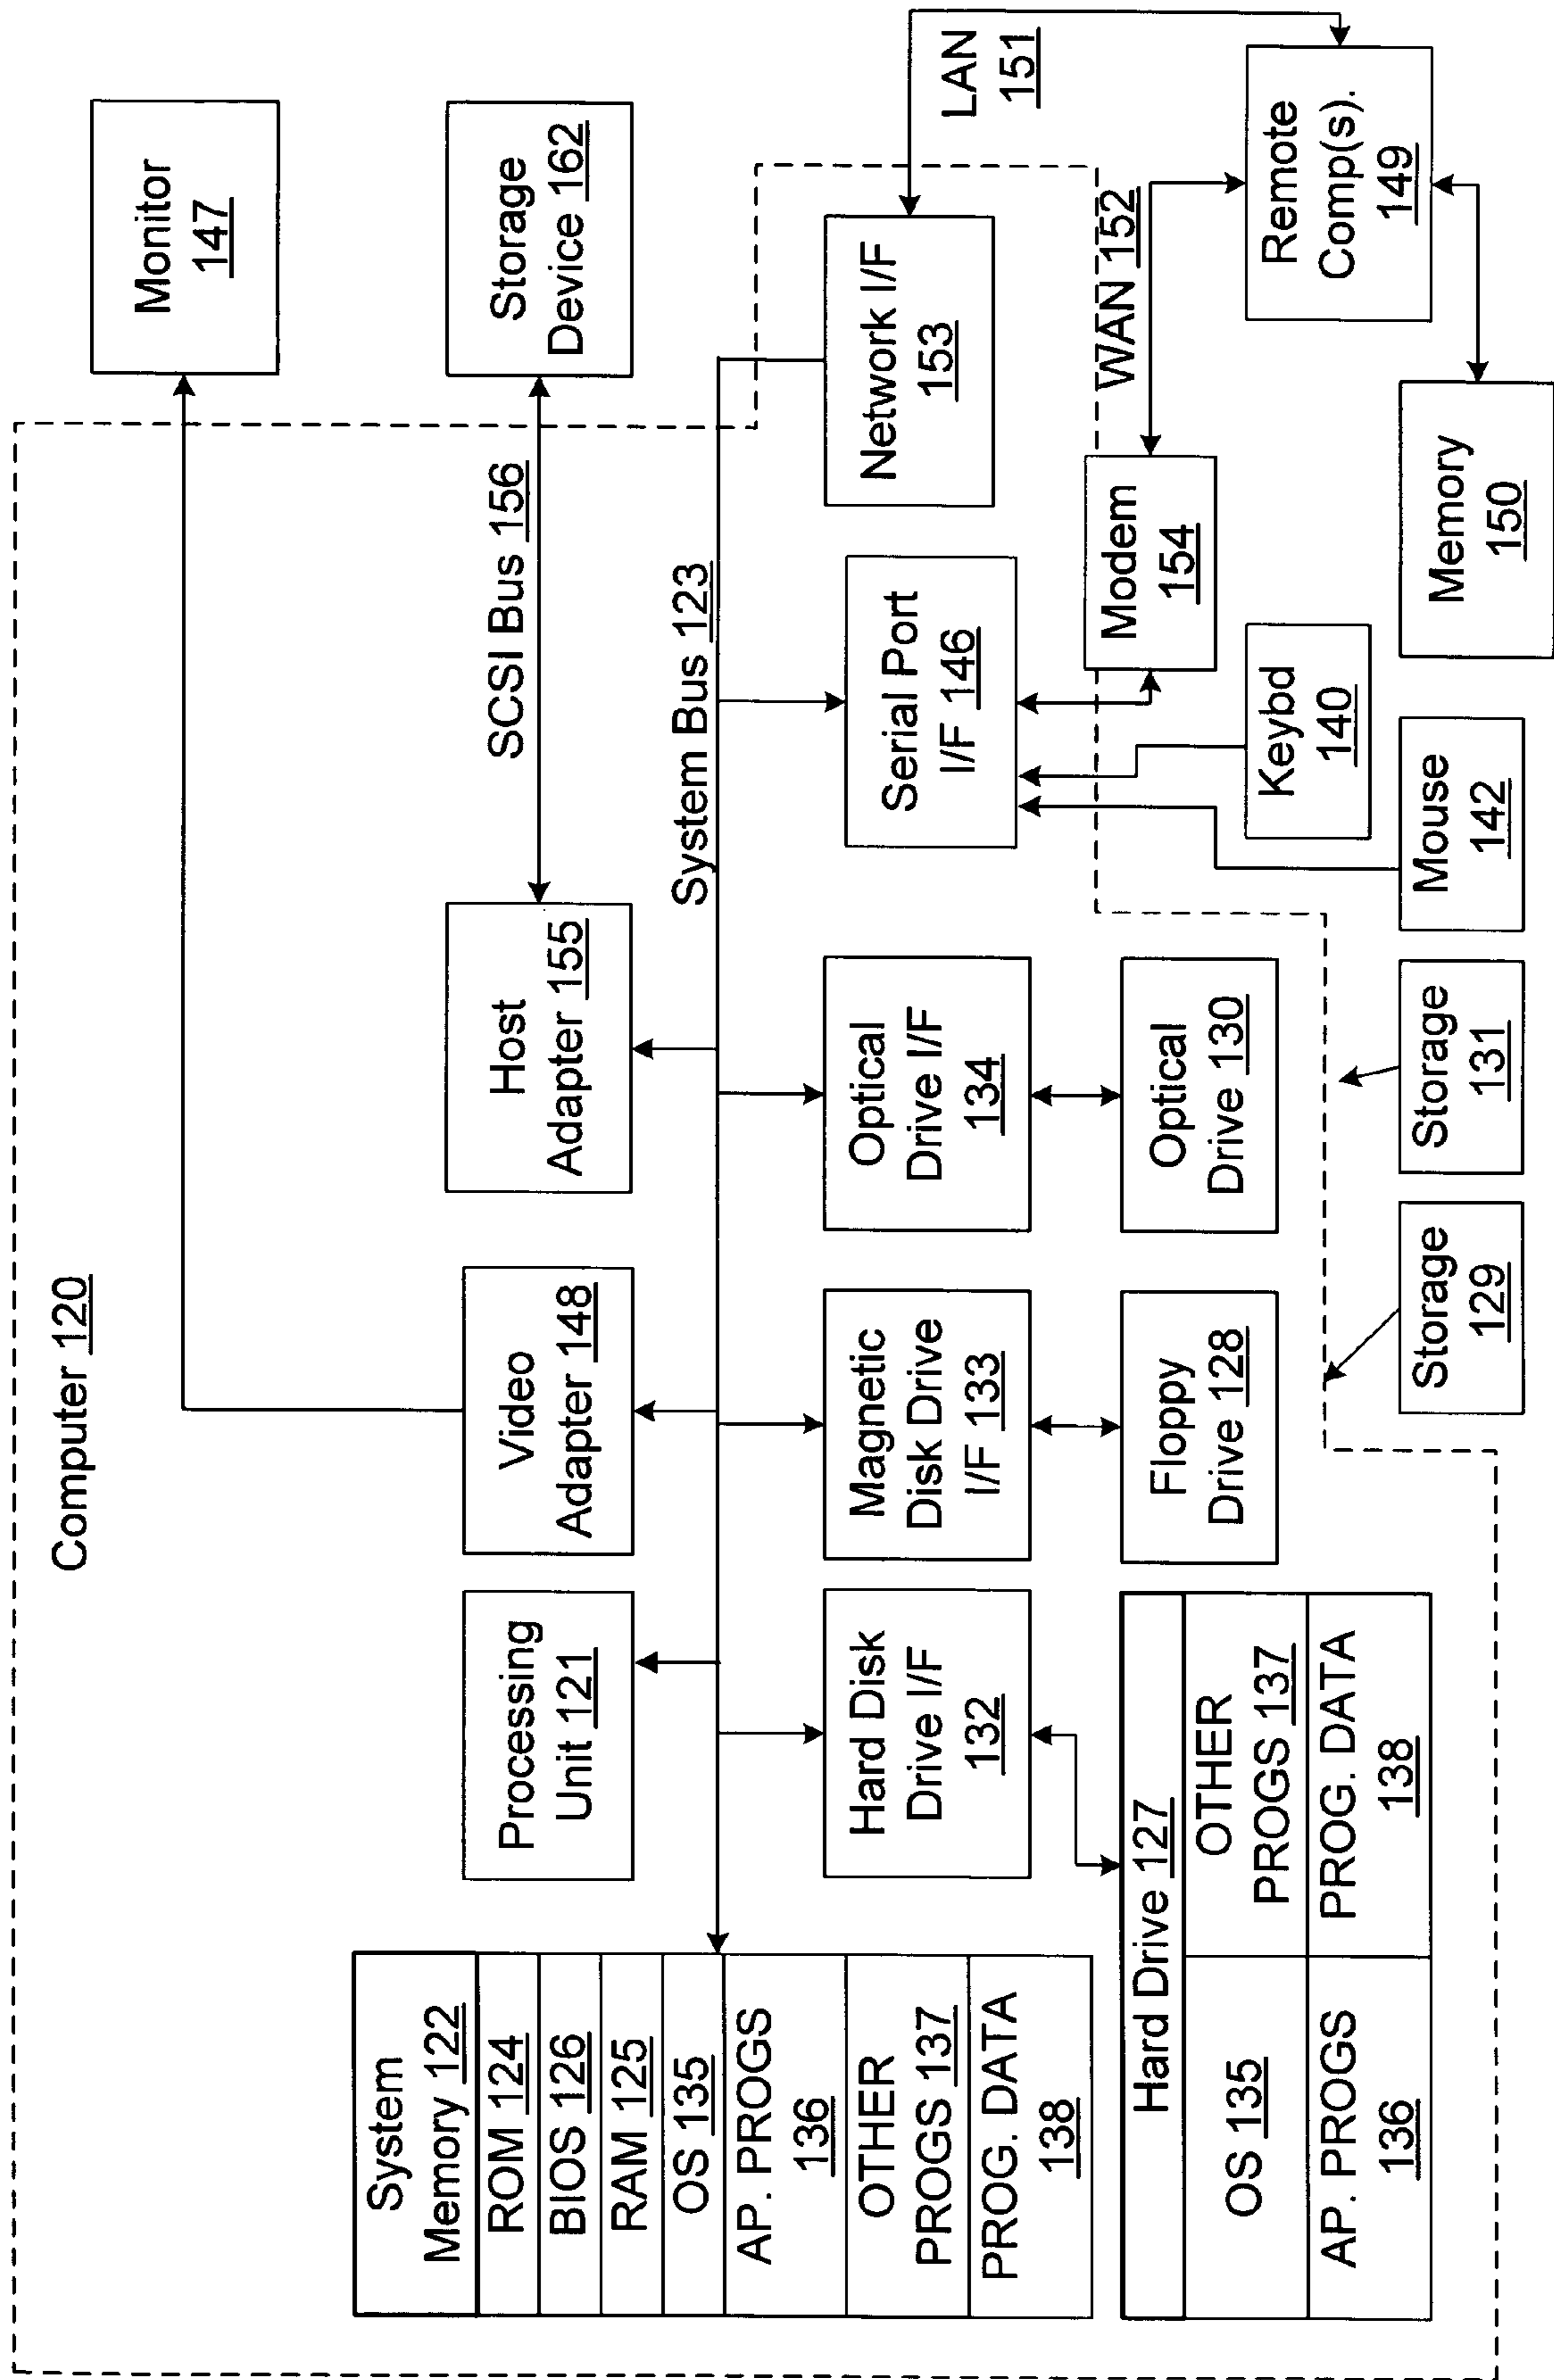 Computer 120
Monitor
147
System
Memory 122
ROM 124
BIOS 126
RAM 125
OS 135
AP. PROGS
136
OTHER
PROGS 137
PROG. DATA
138
Processing
Unit 121
Video
Adapter 148
Host
Adapter 155
SCSI Bus 156
Storage
Device 162
System Bus 123
Hard Disk
Drive I/F
132
Magnetic
Disk Drive
I/F 133
Optical
Drive I/F
134
Serial Port
I/F 146
Network I/F
153
LAN
151
Hard Drive 127
OS 135
OTHER
PROGS 137
AP. PROGS
136
PROG. DATA
138
Floppy
Drive 128
Optical
Drive 130
Modem
154
WAN 152
Remote
Comp(s).
149
Keybd
140
Storage
129
Storage
131
Mouse
142
Memory
150